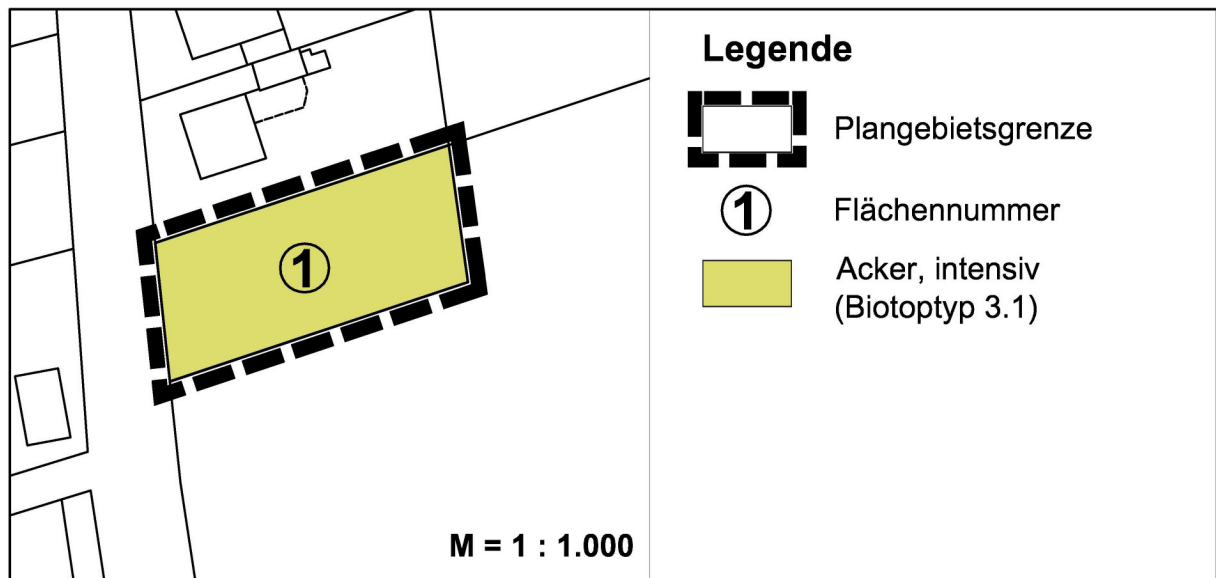 ①
M = 1 : 1.000
Legende
Plangebietsgrenze
① Flächennummer
Acker, intensiv
(Biotoptyp 3.1)